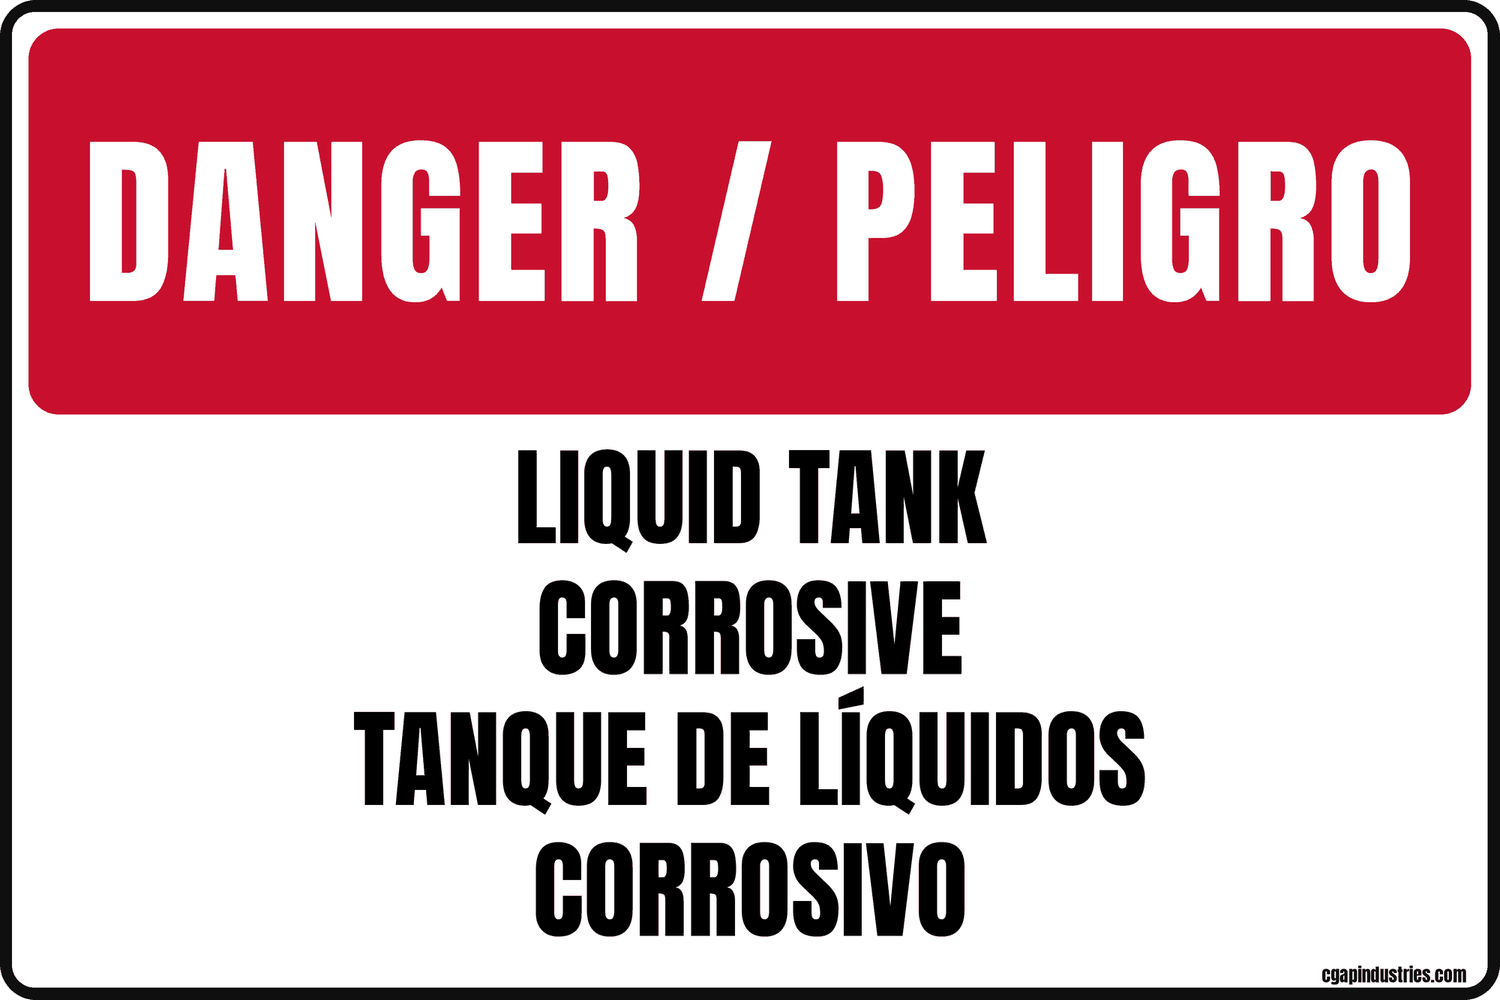 DANGER / PELIGRO
LIQUID TANK
CORROSIVE
TANQUE DE LÍQUIDOS
CORROSIVO
cgapindustries.com